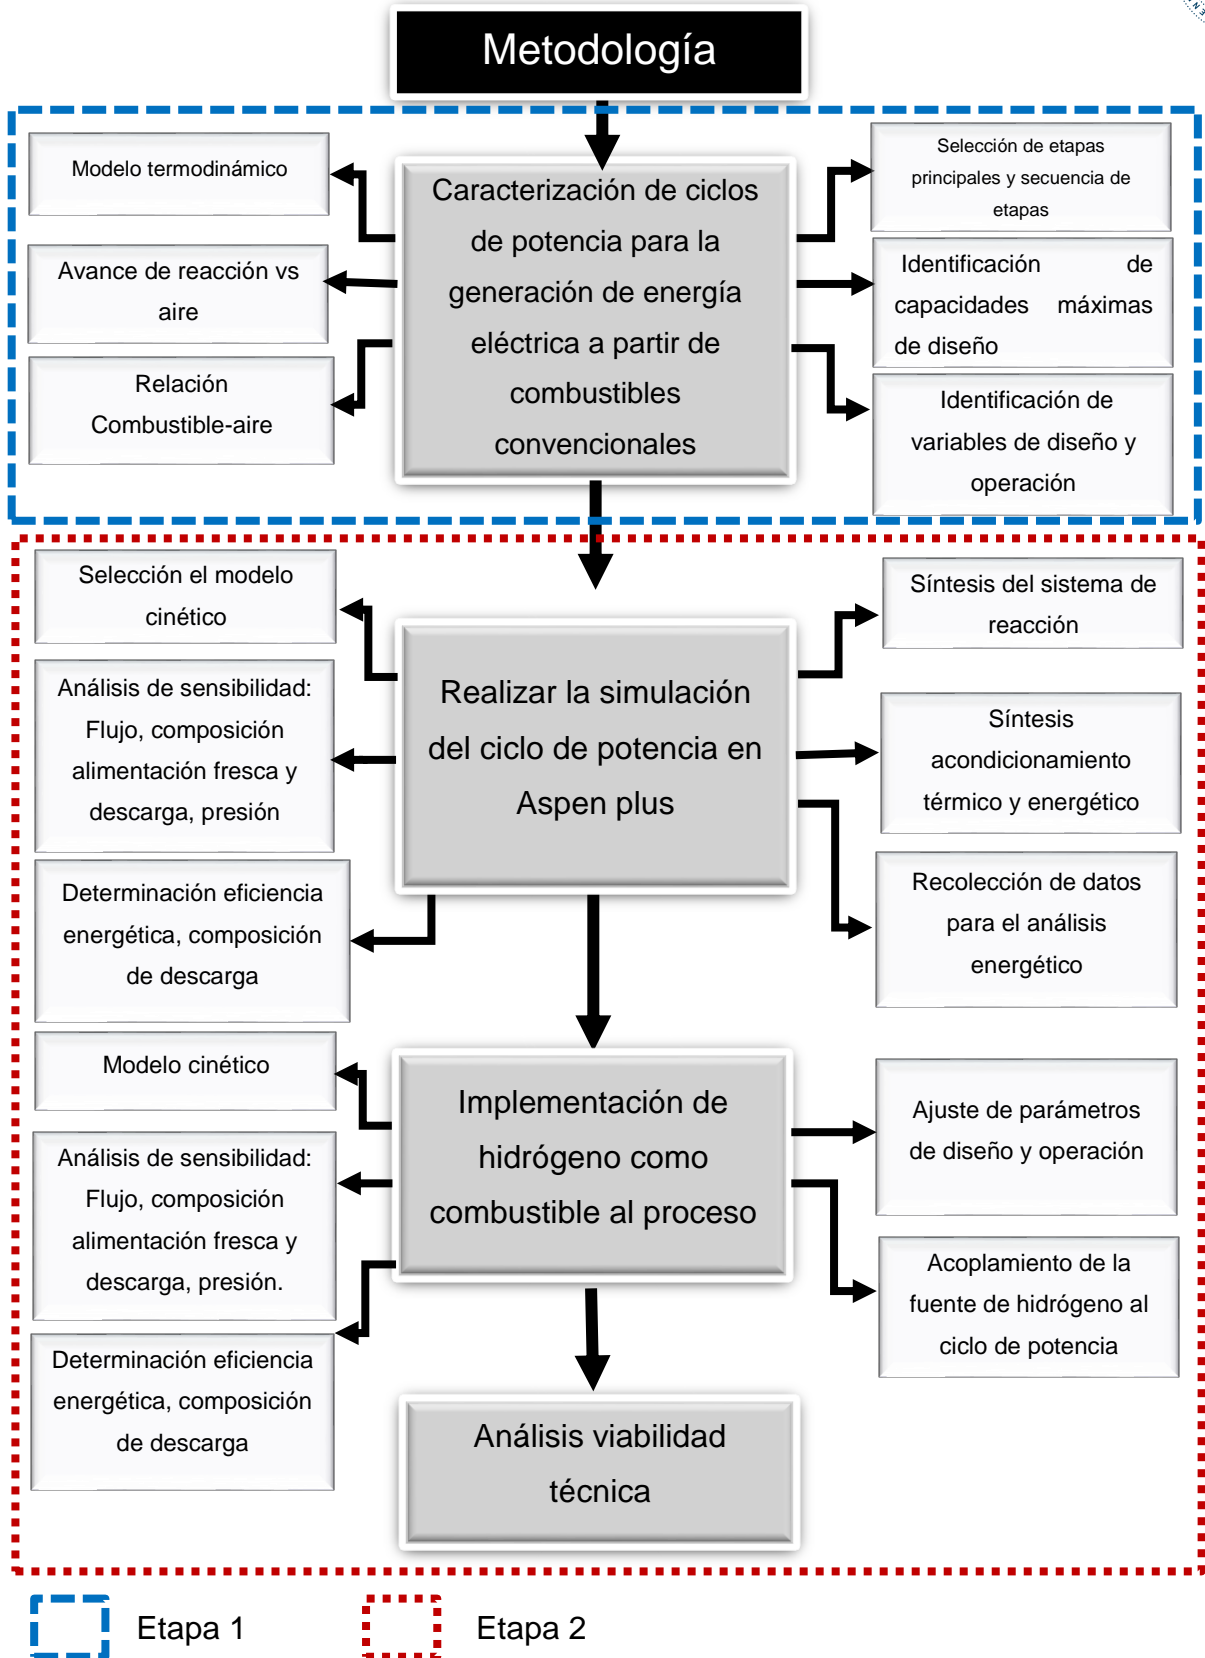 Metodología
Modelo termodinámico
Avance de reacción vs
aire
Relación
Combustible-aire
Caracterización de ciclos
de potencia para la
generación de energía
eléctrica a partir de
combustibles
convencionales
Selección de etapas
principales y secuencia de
etapas
Identificación de
capacidades máximas
de diseño
Identificación de
variables de diseño y
operación
Selección el modelo
cinético
Análisis de sensibilidad:
Flujo, composición
alimentación fresca y
descarga, presión
Determinación eficiencia
energética, composición
de descarga
Realizar la simulación
del ciclo de potencia en
Aspen plus
Síntesis del sistema de
reacción
Síntesis
acondicionamiento
térmico y energético
Recolección de datos
para el análisis
energético
Modelo cinético
Análisis de sensibilidad:
Flujo, composición
alimentación fresca y
descarga, presión.
Determinación eficiencia
energética, composición
de descarga
Implementación de
hidrógeno como
combustible al proceso
Ajuste de parámetros
de diseño y operación
Acoplamiento de la
fuente de hidrógeno al
ciclo de potencia
Análisis viabilidad
técnica
Etapa 1
Etapa 2